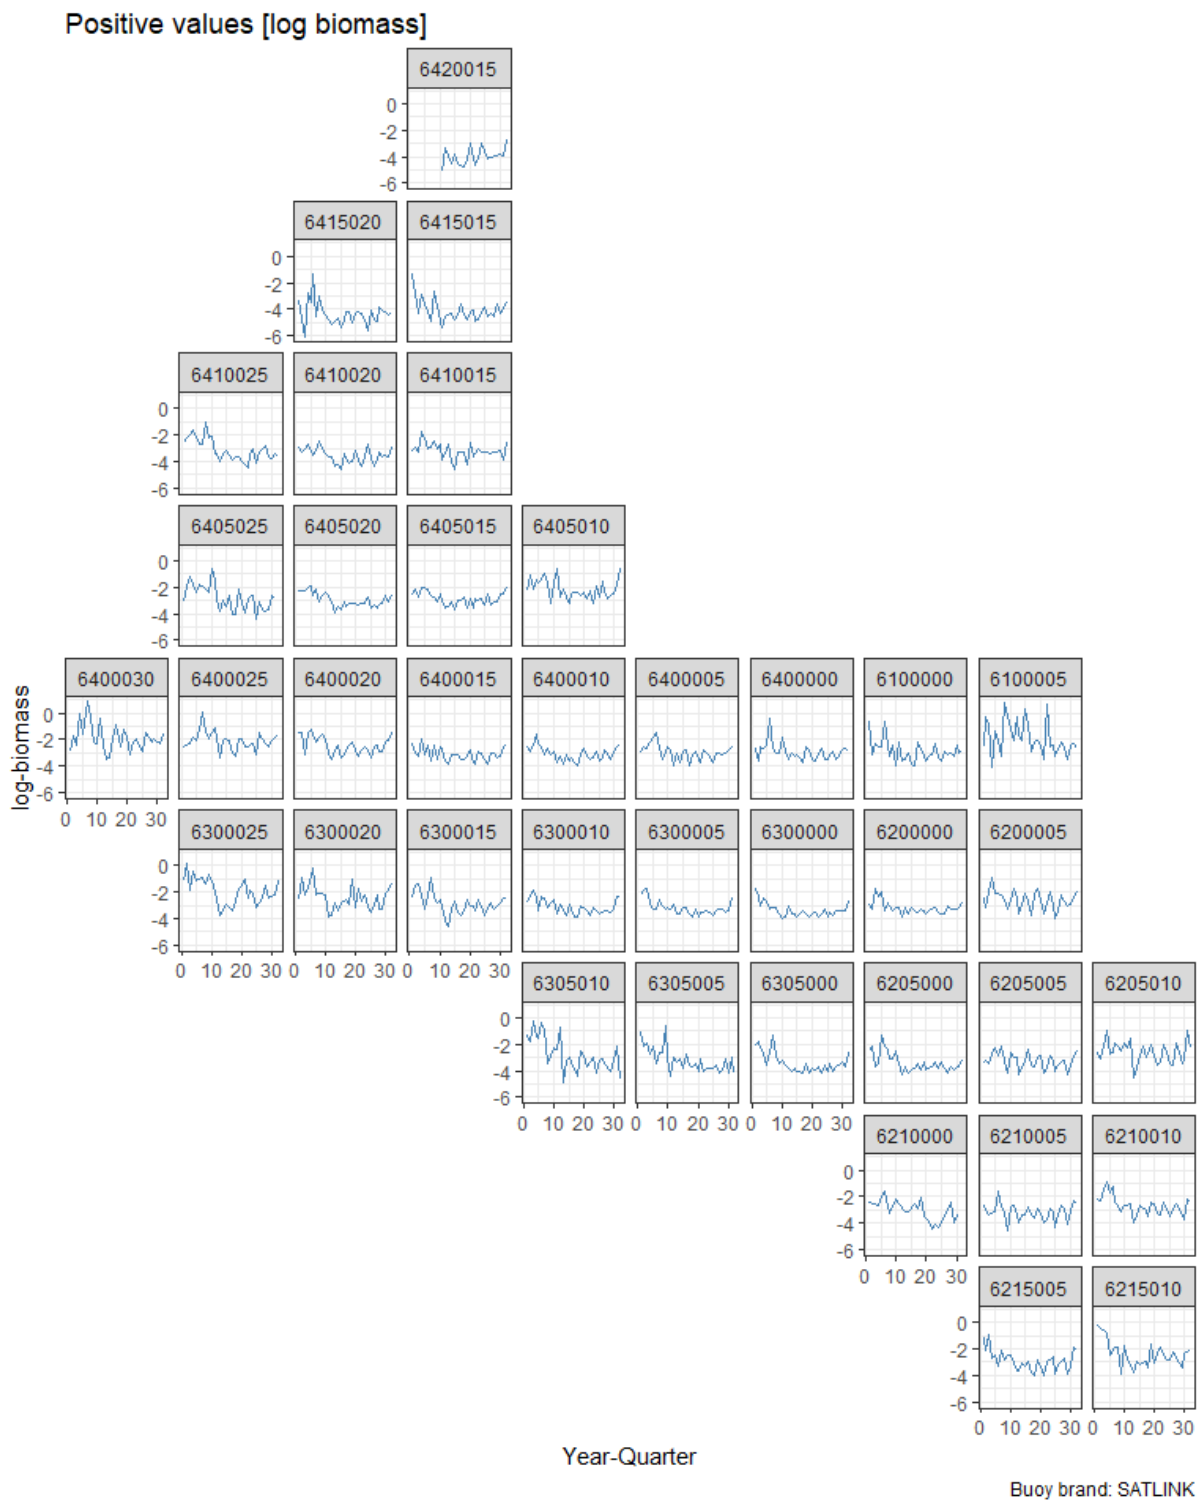 Positive values [log biomass]
6420015
0
-2
-4
-6
6415020 6415015
0
-2
-4
-6
6410025 6410020 6410015
0
-2
-4
-6
6405025 6405020 6405015 6405010
0
-2
-4
-6
6400030 6400025 6400020 6400015 6400010 6400005 6400000 6100000 6100005
log-biomass
0
-2
-4
-6
0 10 20 30
6300025 6300020 6300015 6300010 6300005 6300000 6200000 6200005
0
-2
-4
-6
0 10 20 30 0 10 20 30 0 10 20 30
6305010 6305005 6305000 6205000 6205005 6205010
0
-2
-4
-6
0 10 20 30 0 10 20 30 0 10 20 30
6210000 6210005 6210010
0
-2
-4
-6
0 10 20 30
6215005 6215010
0
-2
-4
-6
0 10 20 30 0 10 20 30
Year-Quarter
Buoy brand: SATLINK